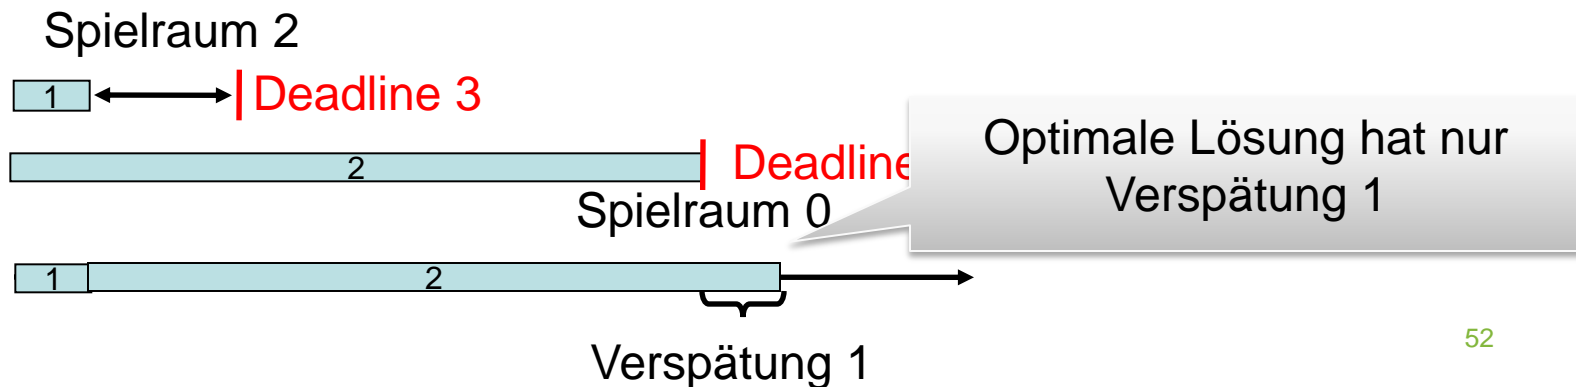 Spielraum 2
1 Deadline 3
2 Deadline
Spielraum 0
Optimale Lösung hat nur
Verspätung 1
1 2
Verspätung 1
52